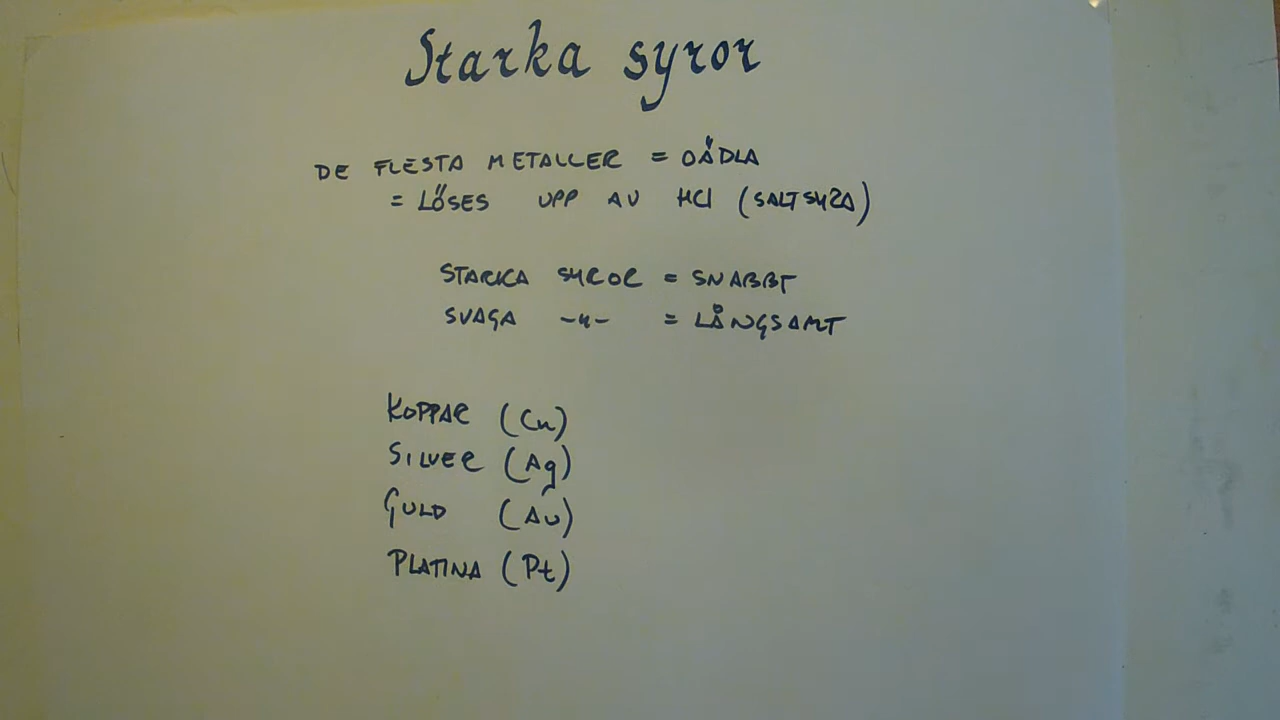 Starka syror
DE FLESTA METALLER = OÄDLA
= LÖSES UPP AV HCl (SALTSYRA)
STARKA SYROR = SNABBT
SVAGA -"- = LÅNGSAMT
KOPPAR (Cu)
SILVER (Ag)
GULD (Au)
PLATINA (Pt)